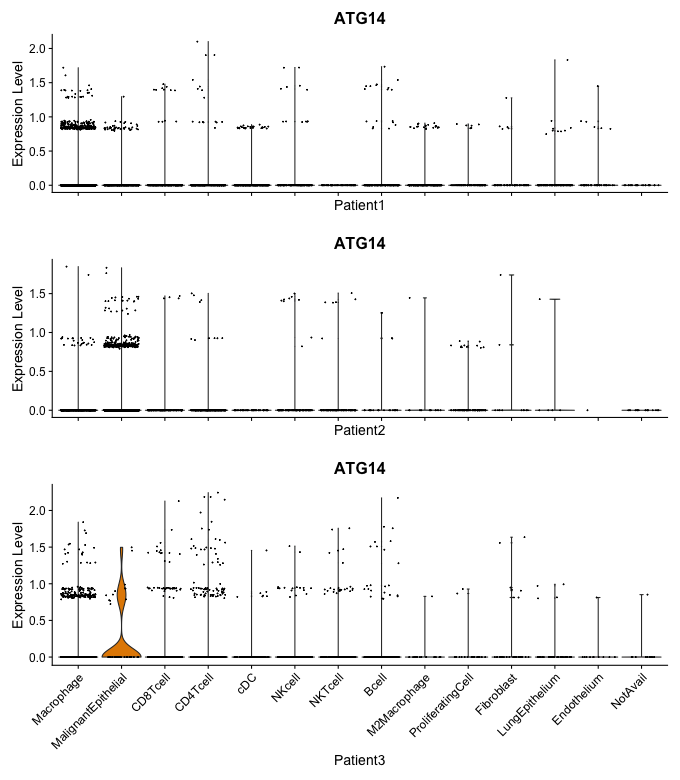 ATG14
Expression Level
2.0
1.5
1.0
0.5
0.0
Patient1
ATG14
Expression Level
1.5
1.0
0.5
0.0
Patient2
ATG14
Expression Level
2.0
1.5
1.0
0.5
0.0
Macrophage
MalignantEpithelial
CD8Tcell
CD4Tcell
cDC
NKcell
NKTcell
Bcell
M2Macrophage
ProliferatingCell
Fibroblast
LungEpithelium
Endothelium
NotAvail
Patient3